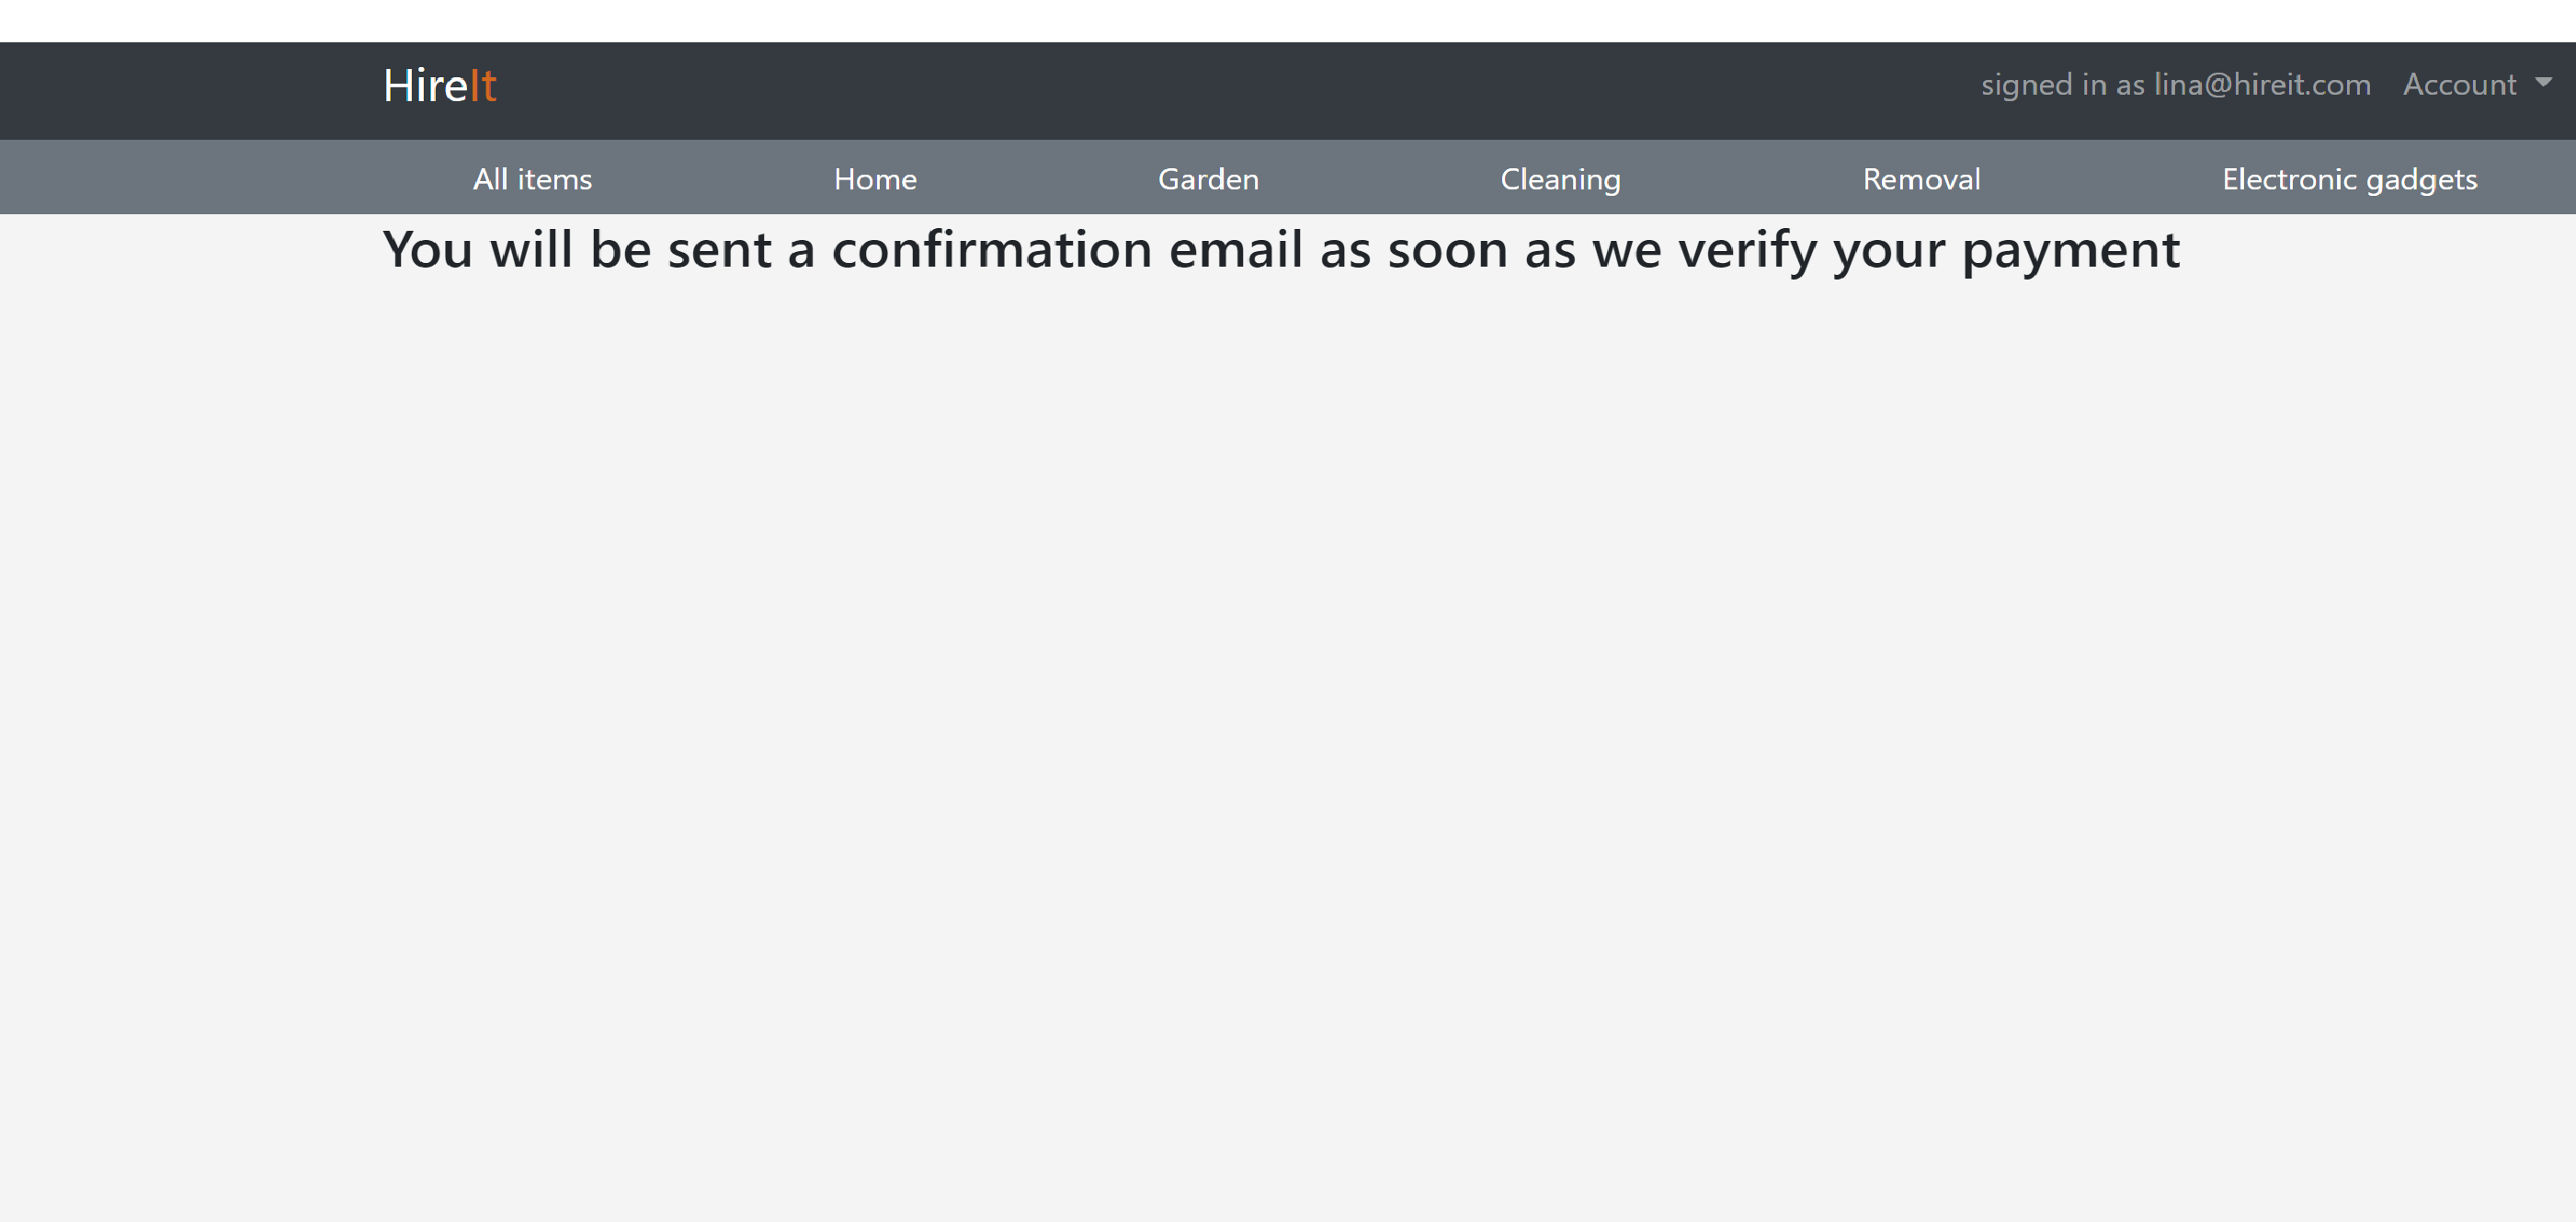 HireIt signed in as lina@hireit.com Account
All items Home Garden Cleaning Removal Electronic gadgets
You will be sent a confirmation email as soon as we verify your payment